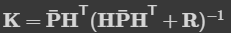 𝐊 = 𝐏̄𝐇ᵀ(𝐇𝐏̄𝐇ᵀ + 𝐑)⁻¹